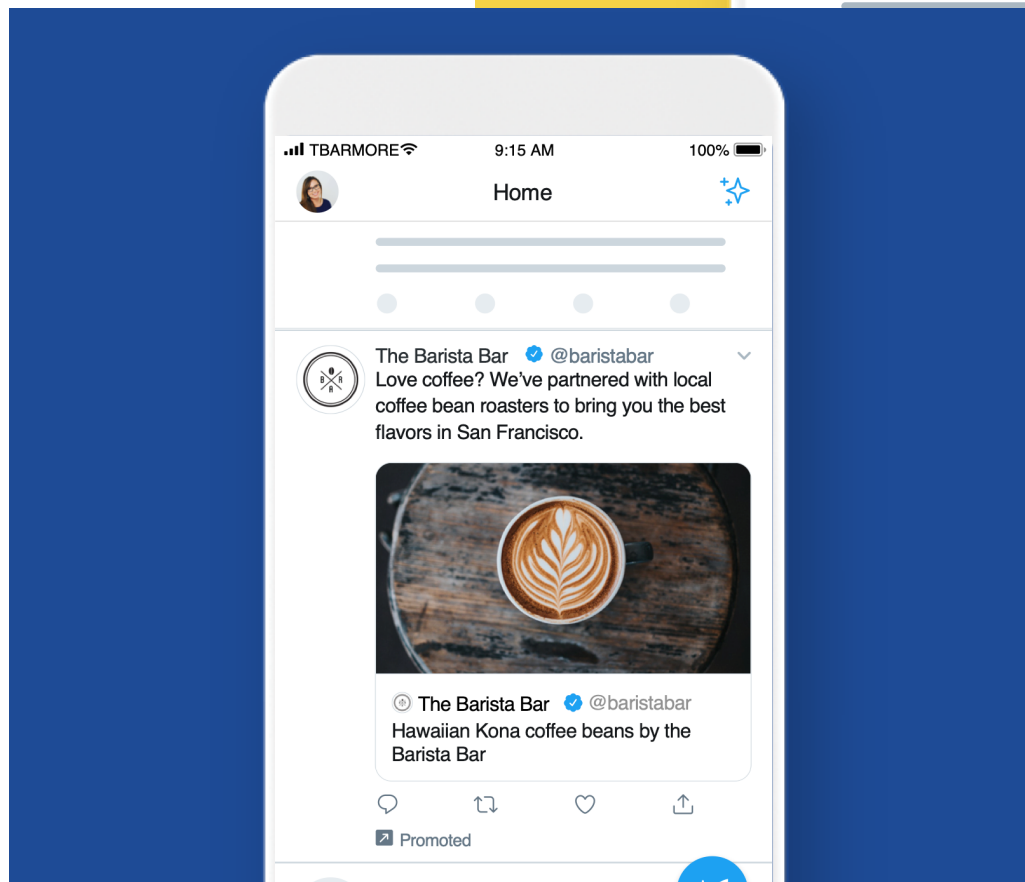 TBARMORE 9:15 AM 100%
Home
The Barista Bar @baristabar
Love coffee? We’ve partnered with local
coffee bean roasters to bring you the best
flavors in San Francisco.
B A R
The Barista Bar @baristabar
Hawaiian Kona coffee beans by the
Barista Bar
Promoted